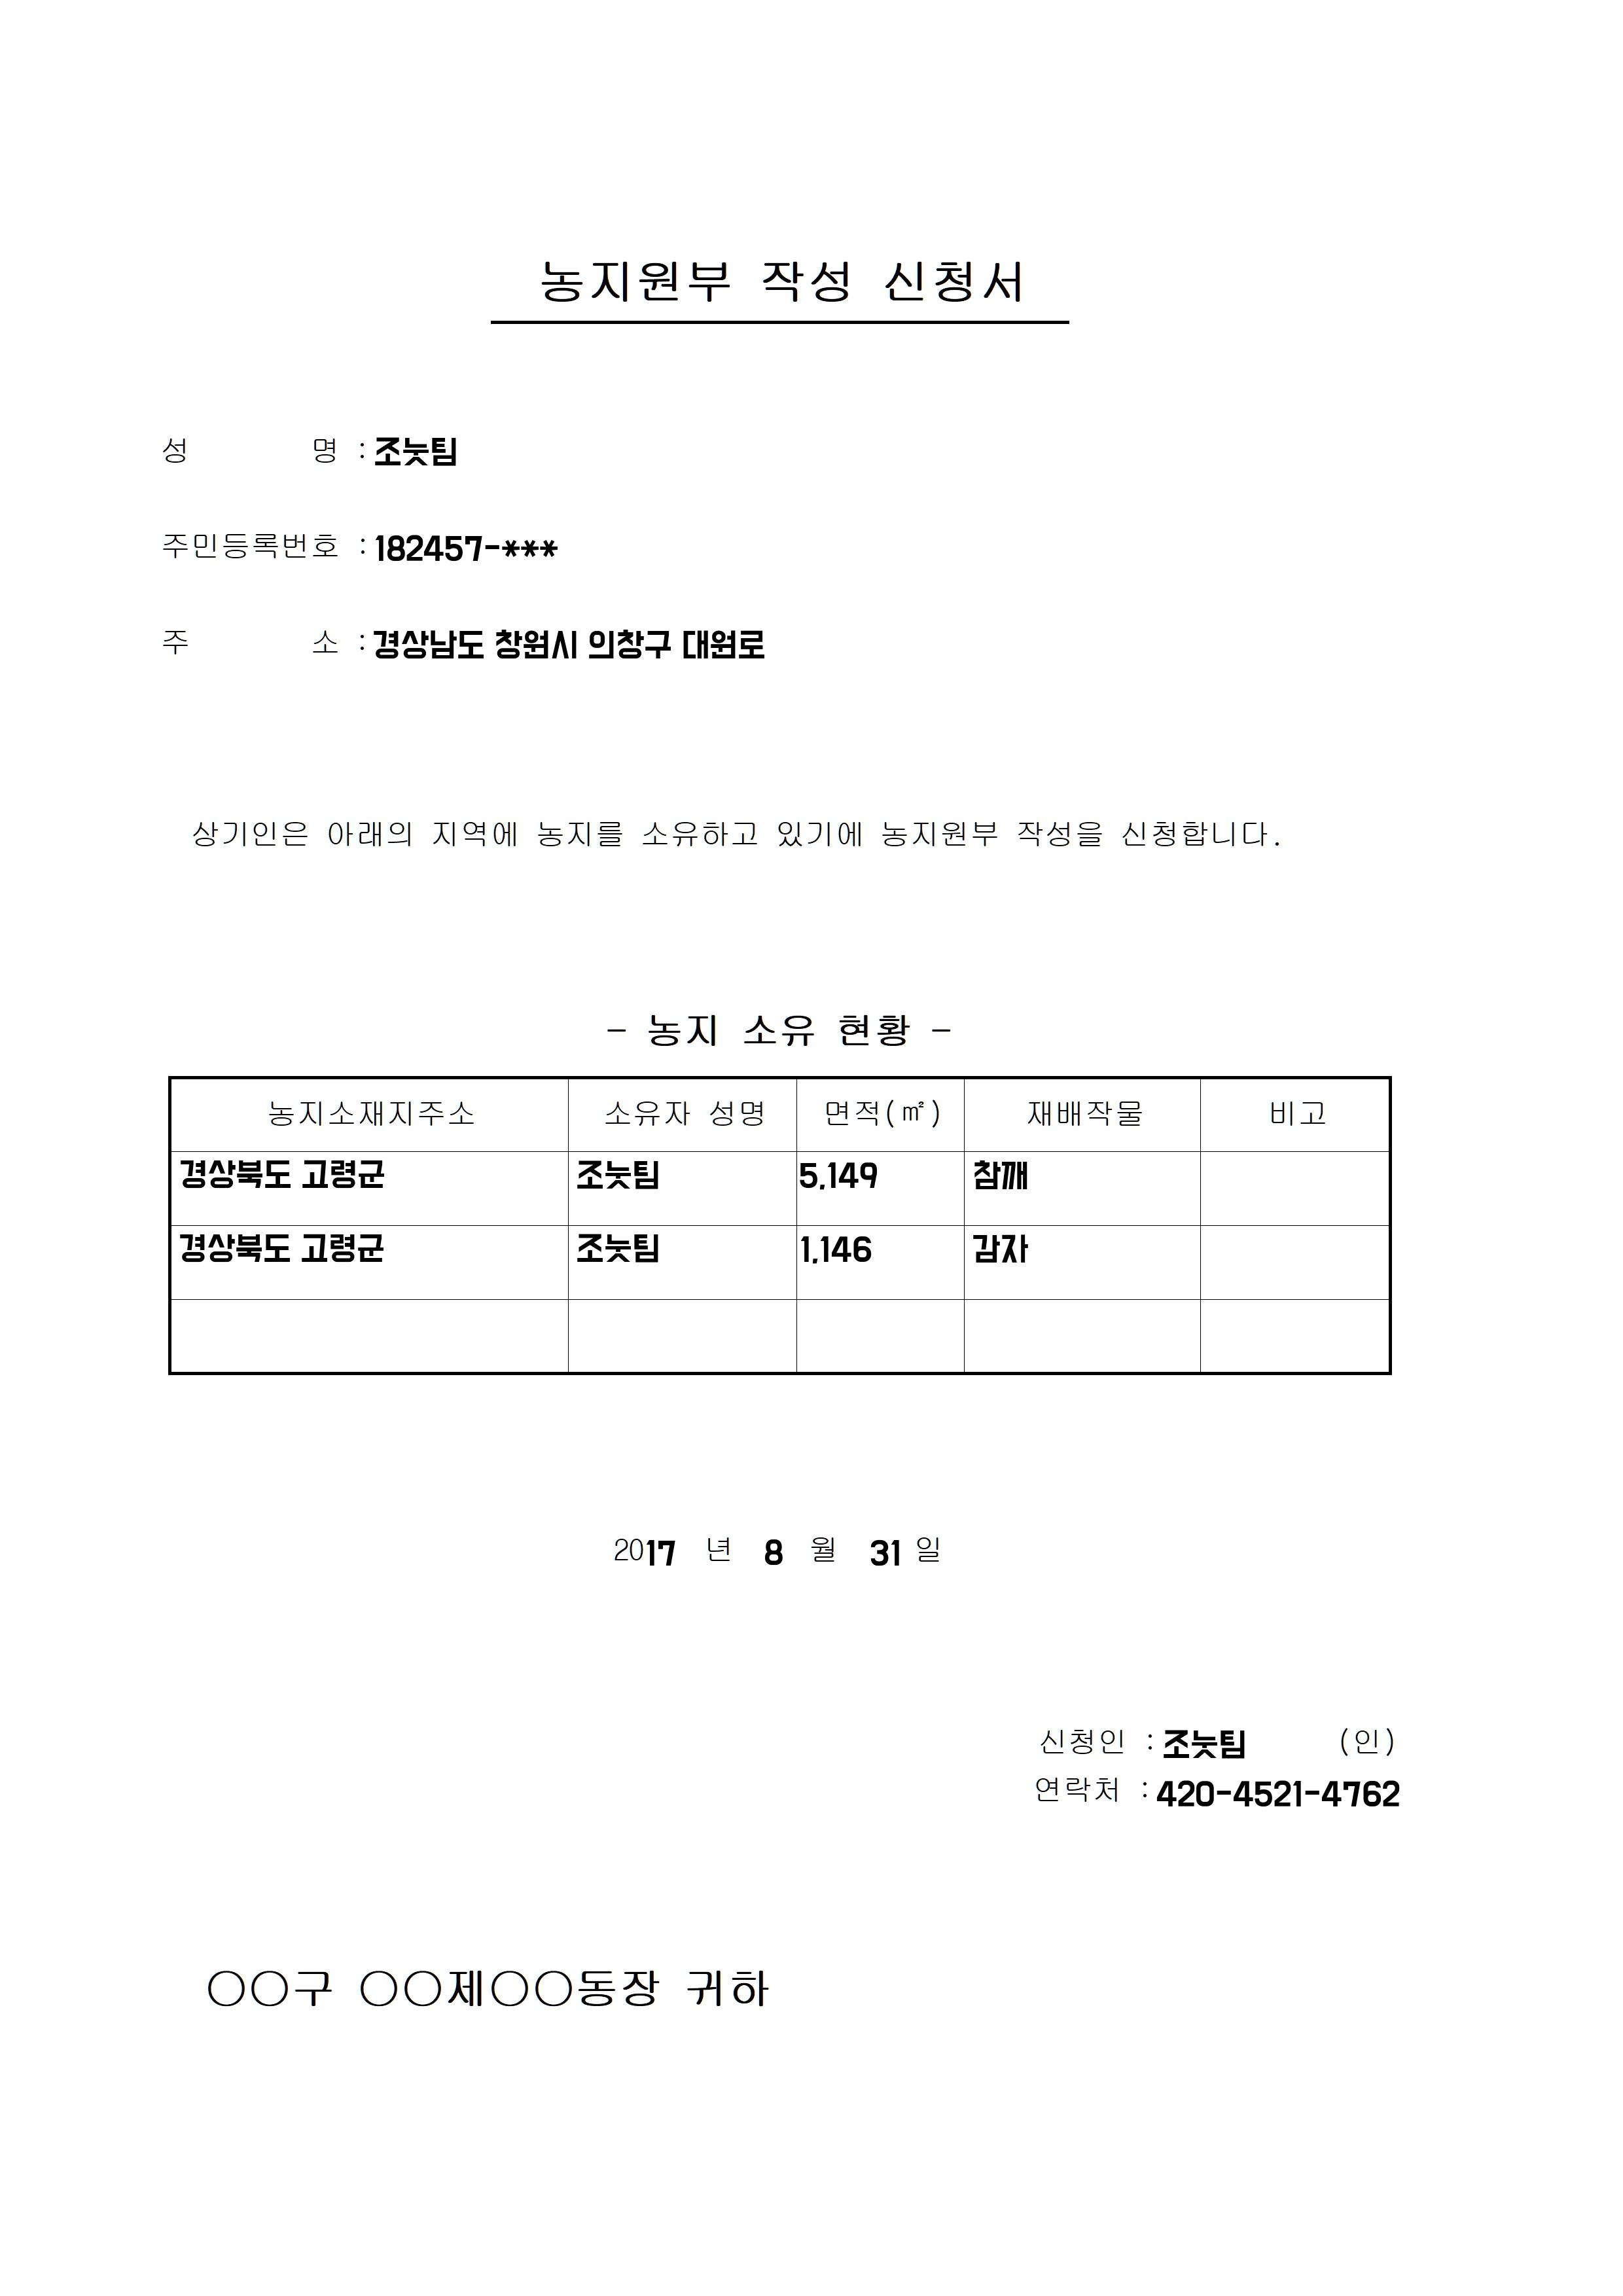 농지원부 작성 신청서
성 명 : 조눗팀
주민등록번호 : 182457-***
주 소 : 경상남도 창원시 의창구 대원로
상기인은 아래의 지역에 농지를 소유하고 있기에 농지원부 작성을 신청합니다.
- 농지 소유 현황 -
농지소재지주소 소유자 성명 면적(㎡) 재배작물 비고
경상북도 고령군 조눗팀 5,149 참깨
경상북도 고령군 조눗팀 1,146 감자
2017 년 8 월 31 일
신청인 : 조눗팀 (인)
연락처 : 420-4521-4762
○○구 ○○제○○동장 귀하